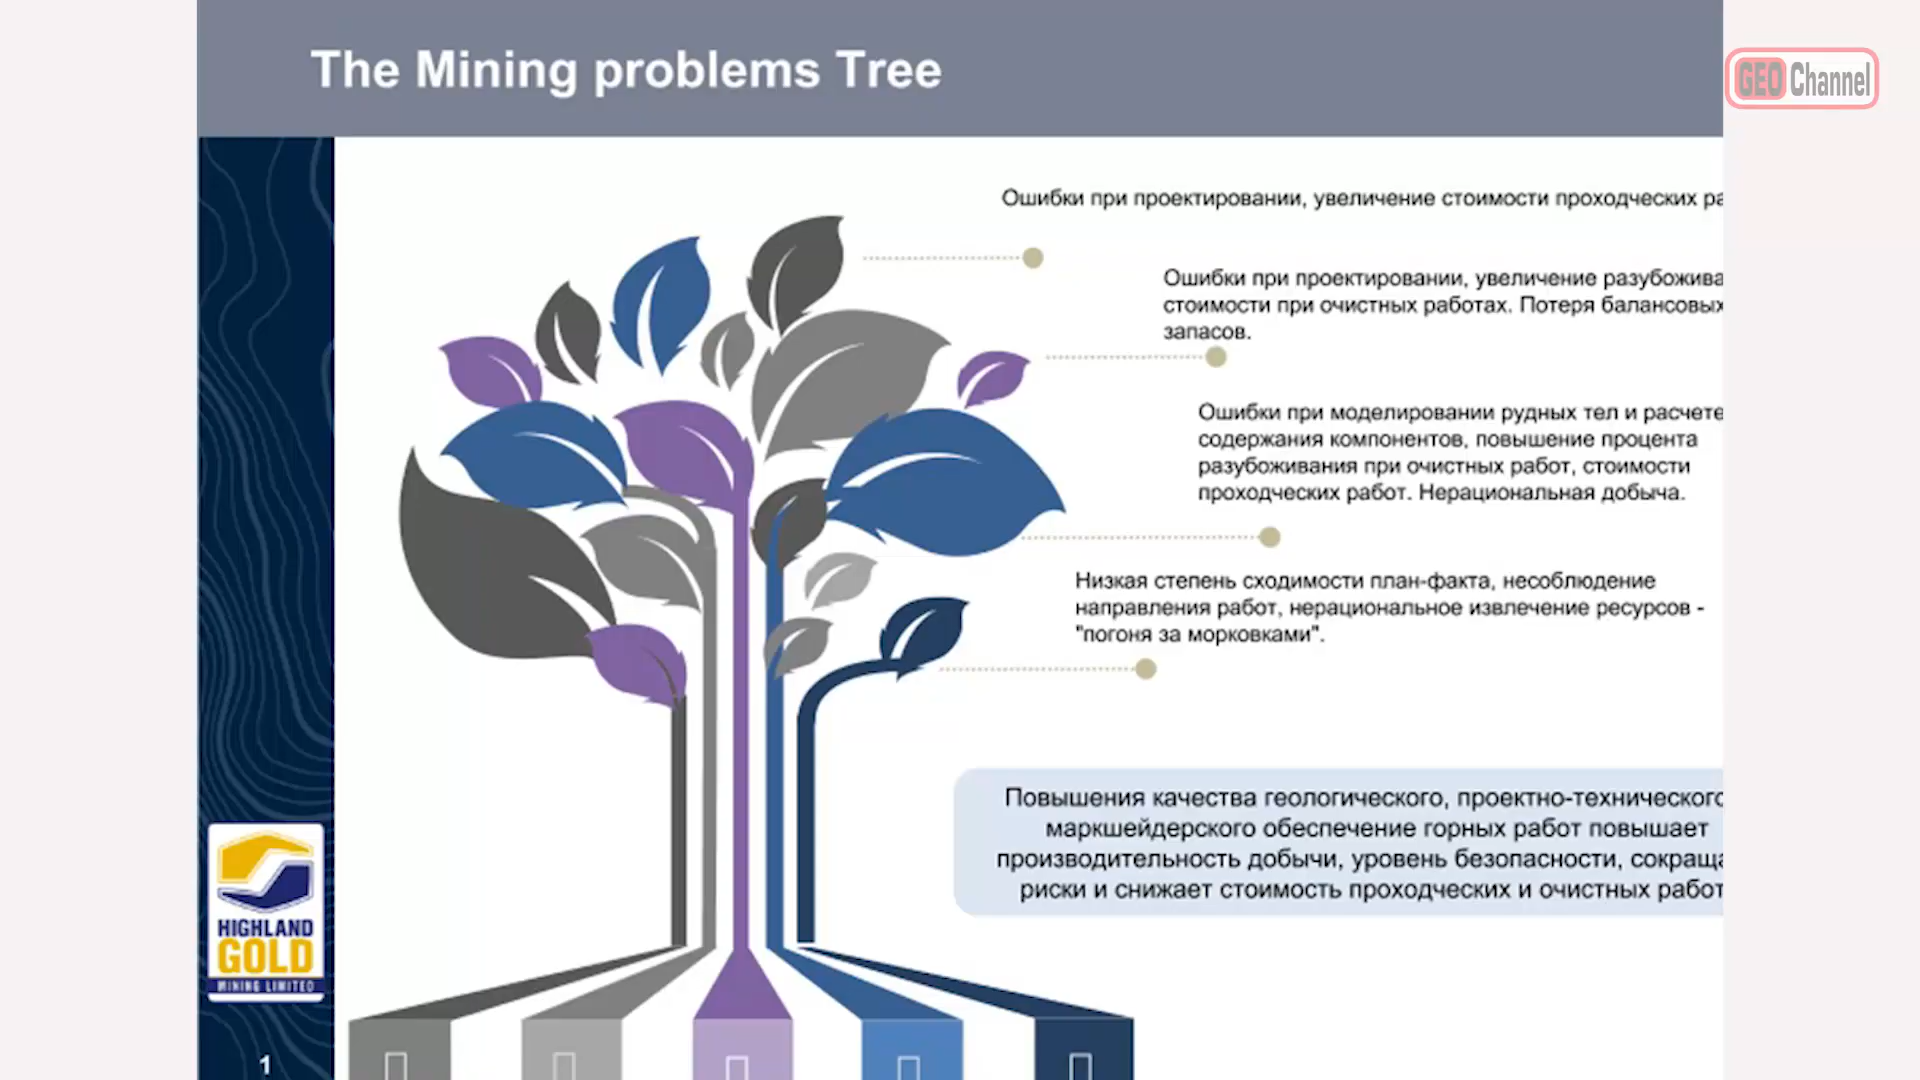 The Mining problems Tree
GEO Channel
Ошибки при проектировании, увеличение стоимости проходческих ра
Ошибки при проектировании, увеличение разубожива
стоимости при очистных работах. Потеря балансовых
запасов.
Ошибки при моделировании рудных тел и расчете
содержания компонентов, повышение процента
разубоживания при очистных работ, стоимости
проходческих работ. Нерациональная добыча.
Низкая степень сходимости план-факта, несоблюдение
направления работ, нерациональное извлечение ресурсов -
"погоня за морковками".
Повышения качества геологического, проектно-технического
маркшейдерского обеспечение горных работ повышает
производительность добычи, уровень безопасности, сокраща
риски и снижает стоимость проходческих и очистных работ
HIGHLAND
GOLD
MINING LIMITED
1